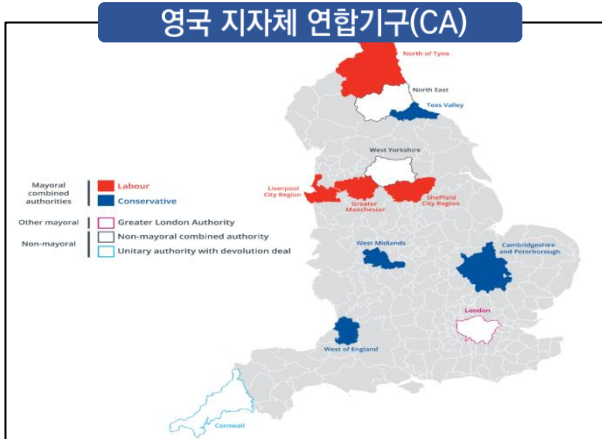 영국 지자체 연합기구(CA)
North of Tyne
North East
Tees Valley
West Yorkshire
Liverpool
City Region
Greater
Manchester
Sheffield
City Region
Mayoral
combined
authorities
Labour
Conservative
Other mayoral
Greater London Authority
Non-mayoral
Non-mayoral combined authority
Unitary authority with devolution deal
West Midlands
Cambridgeshire
and Peterborough
London
West of England
Cornwall